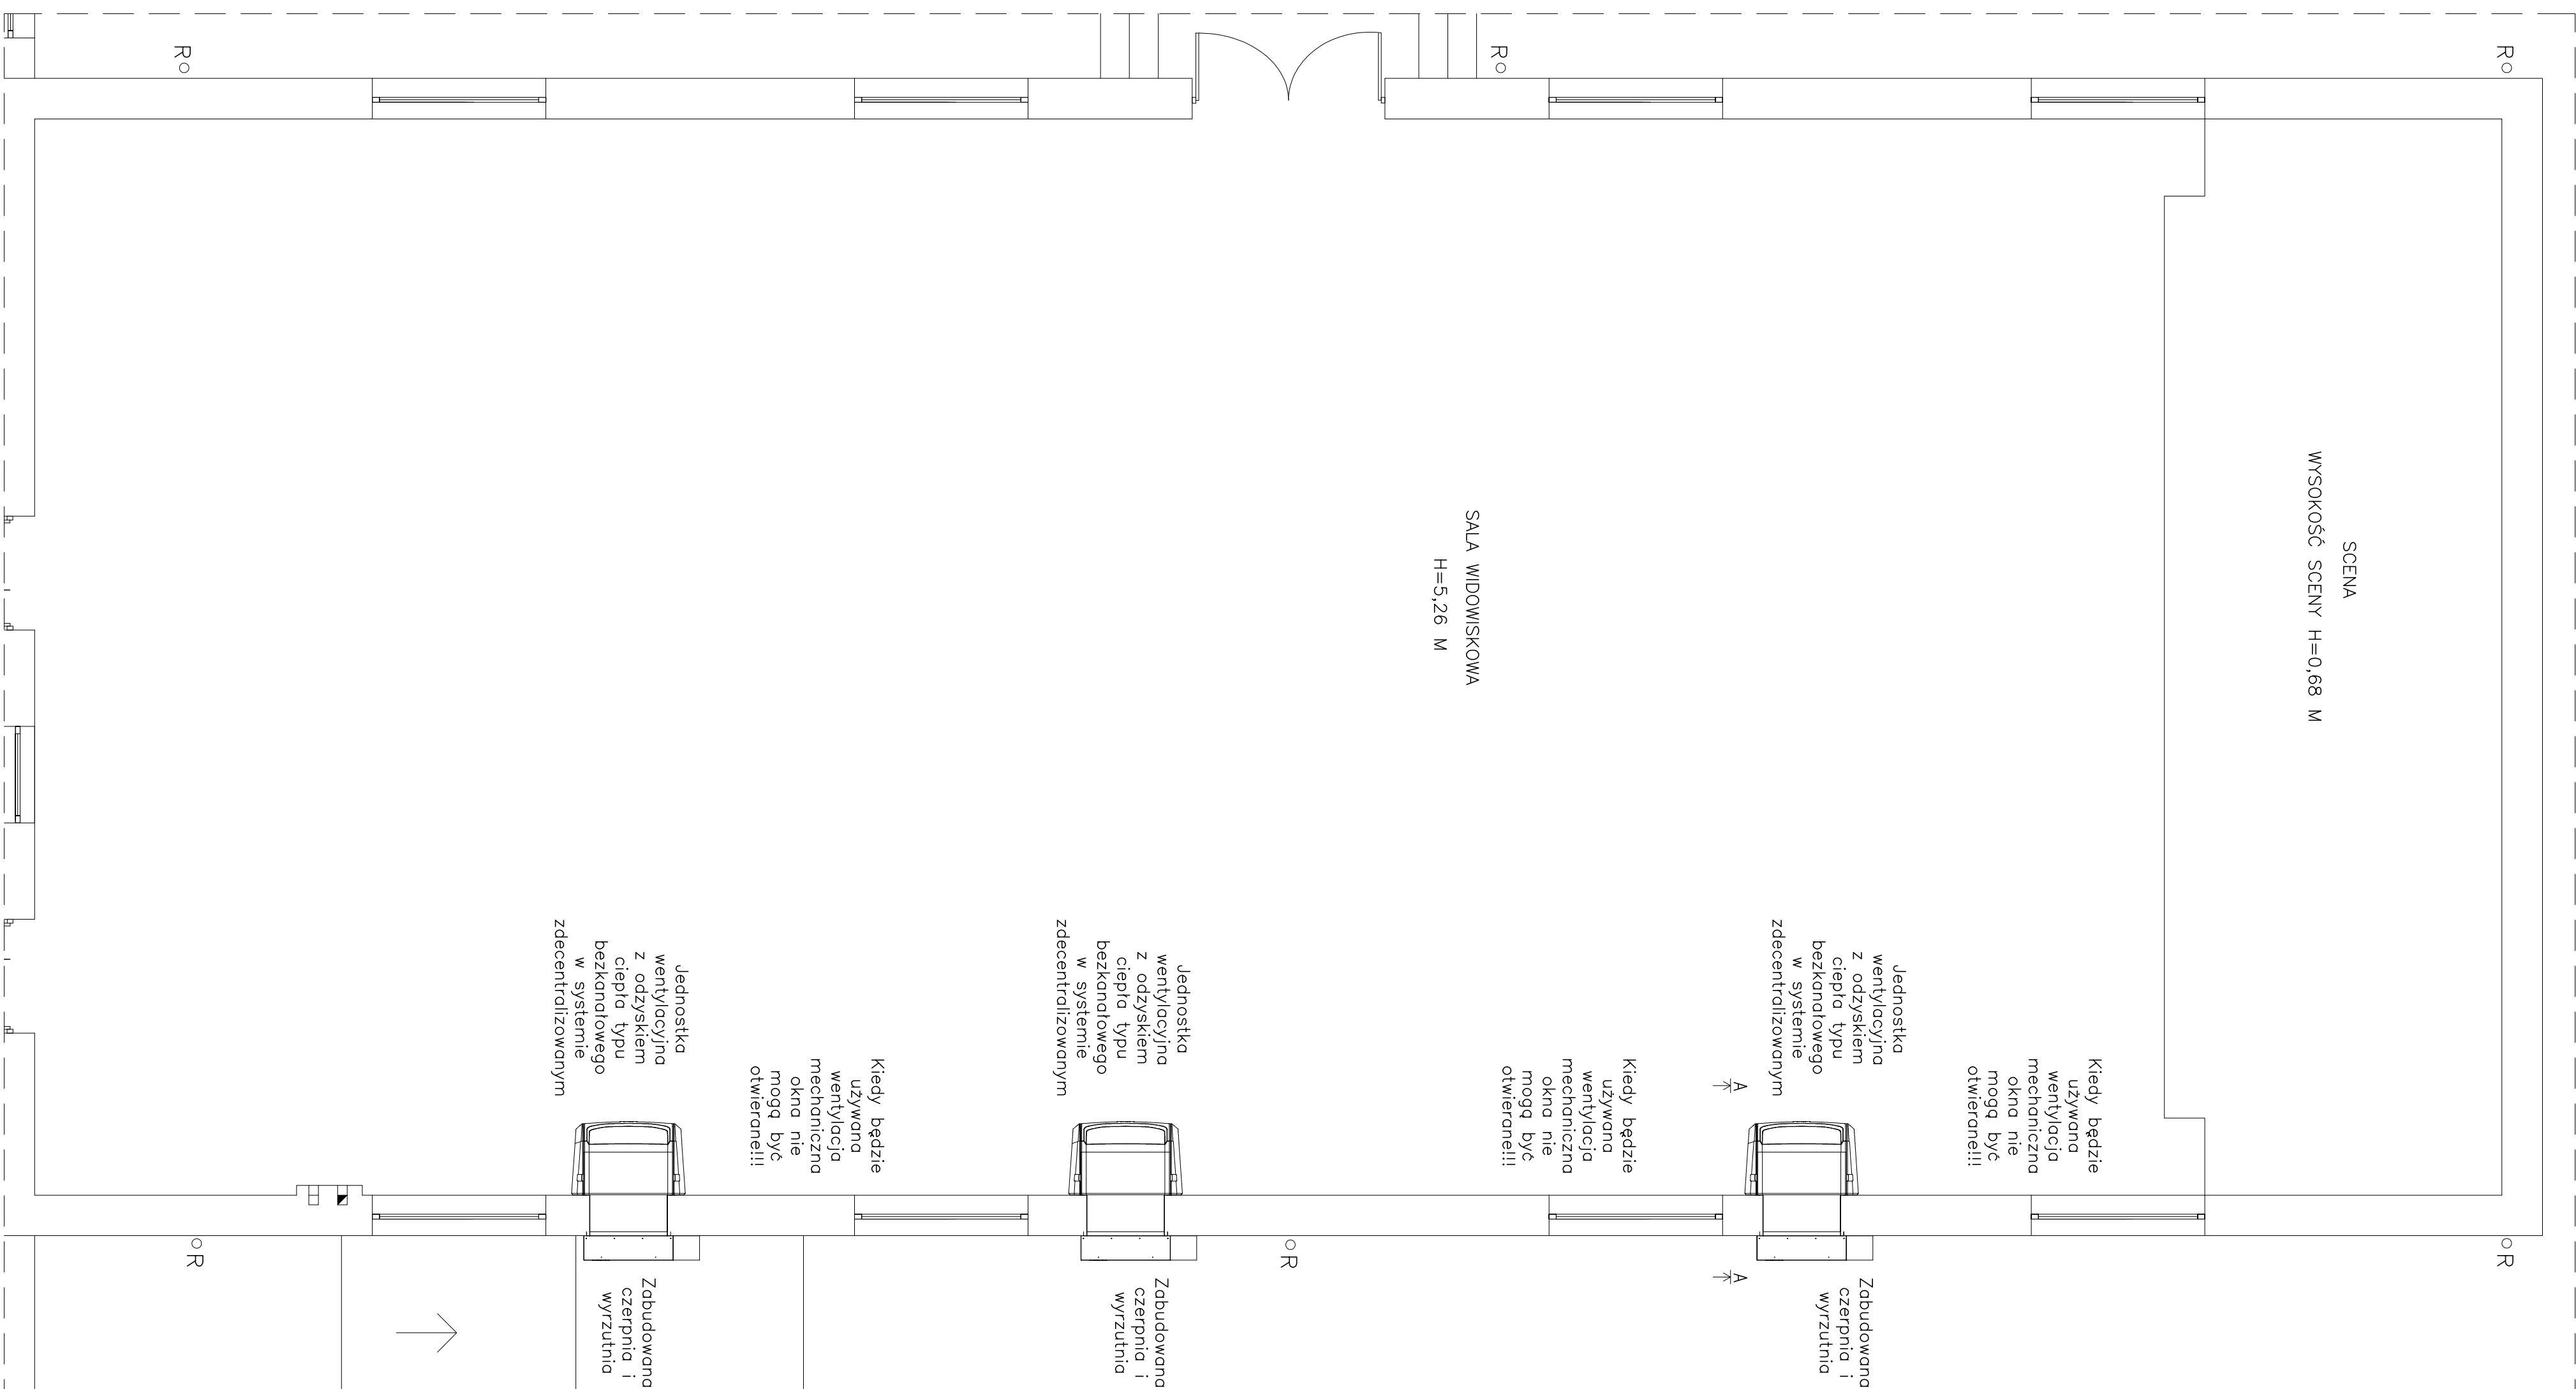 R
R
R
SCENA
WYSOKOŚĆ SCENY H=0,68 M
SALA WIDOWISKOWA
H=5,26 M
Jednostka
wentylacyjna
z odzyskiem
ciepła typu
bezkanałowego
w systemie
zdecentralizowanym
Jednostka
wentylacyjna
z odzyskiem
ciepła typu
bezkanałowego
w systemie
zdecentralizowanym
Jednostka
wentylacyjna
z odzyskiem
ciepła typu
bezkanałowego
w systemie
zdecentralizowanym
Kiedy będzie
używana
wentylacja
mechaniczna
okna nie
mogą być
otwierane!!!
Kiedy będzie
używana
wentylacja
mechaniczna
okna nie
mogą być
otwierane!!!
Kiedy będzie
używana
wentylacja
mechaniczna
okna nie
mogą być
otwierane!!!
A
A
R
R
R
Zabudowana
czerpnia i
wyrzutnia
Zabudowana
czerpnia i
wyrzutnia
Zabudowana
czerpnia i
wyrzutnia